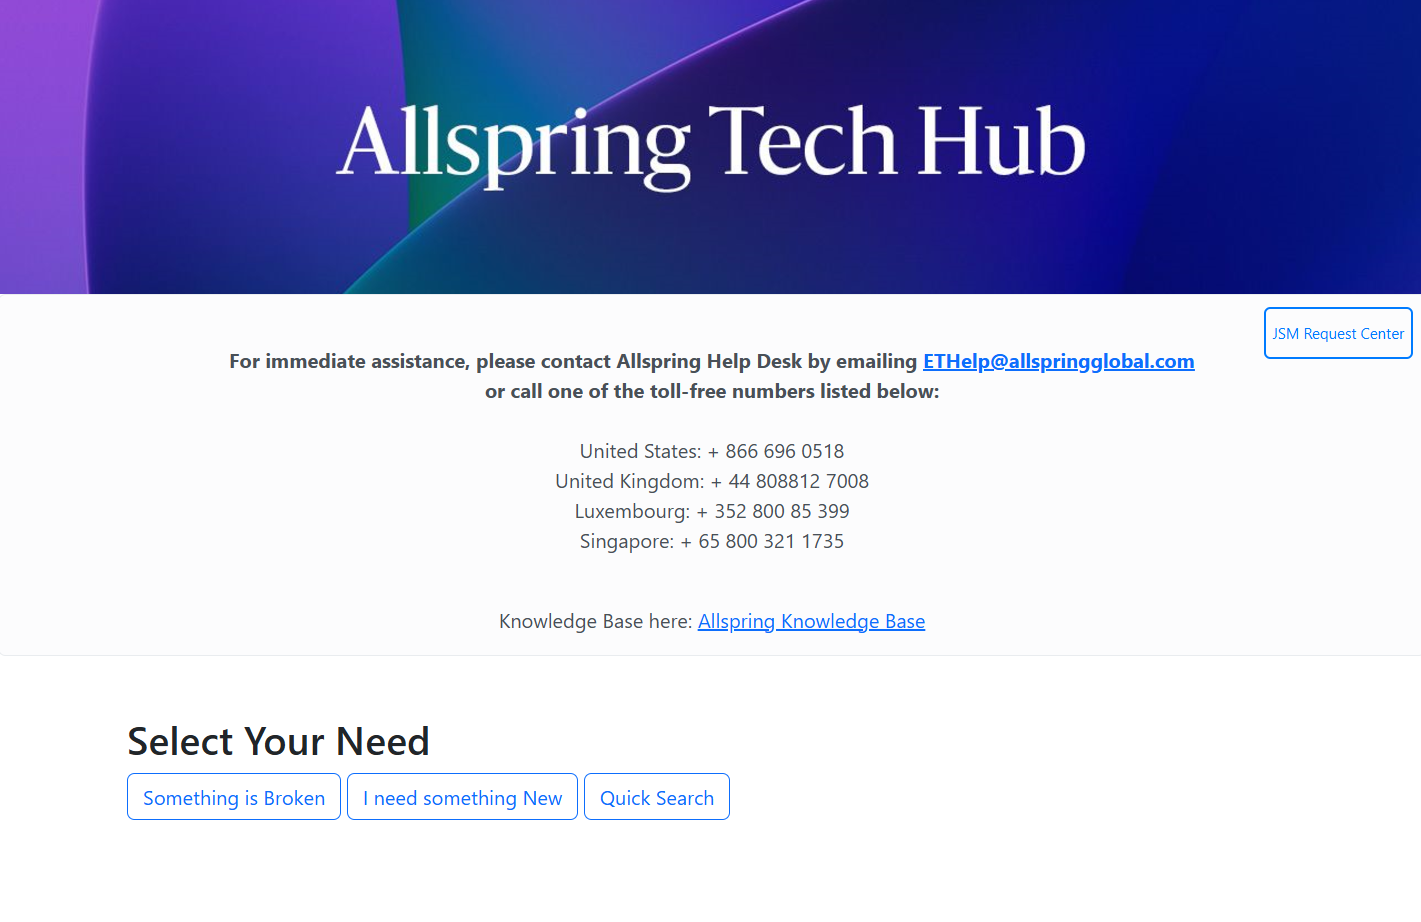 Allspring Tech Hub
JSM Request Center
For immediate assistance, please contact Allspring Help Desk by emailing ETHelp@allspringglobal.com
or call one of the toll-free numbers listed below:
United States: + 866 696 0518
United Kingdom: + 44 808812 7008
Luxembourg: + 352 800 85 399
Singapore: + 65 800 321 1735
Knowledge Base here: Allspring Knowledge Base
Select Your Need
Something is Broken
I need something New
Quick Search